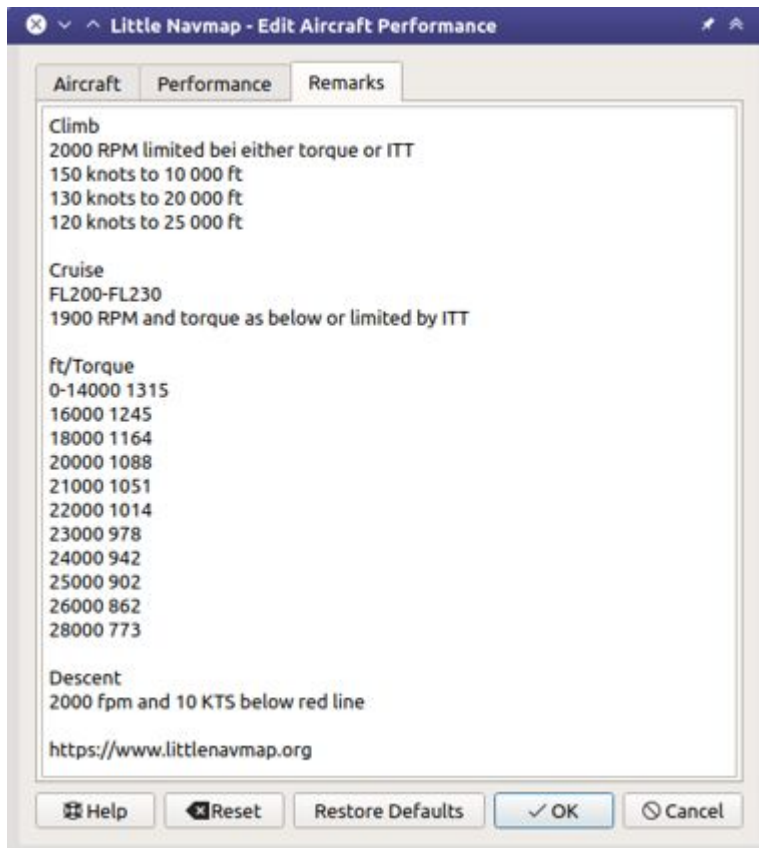 Little Navmap - Edit Aircraft Performance
Aircraft Performance Remarks
Climb
2000 RPM limited bei either torque or ITT
150 knots to 10 000 ft
130 knots to 20 000 ft
120 knots to 25 000 ft
Cruise
FL200-FL230
1900 RPM and torque as below or limited by ITT
ft/Torque
0-14000 1315
16000 1245
18000 1164
20000 1088
21000 1051
22000 1014
23000 978
24000 942
25000 902
26000 862
28000 773
Descent
2000 fpm and 10 KTS below red line
https://www.littlenavmap.org
Help Reset Restore Defaults OK Cancel